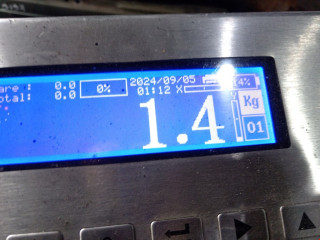 are : 0.0 0% 2024/09/05 4%
otal: 0.0 01:12 X
1.4 Kg
01